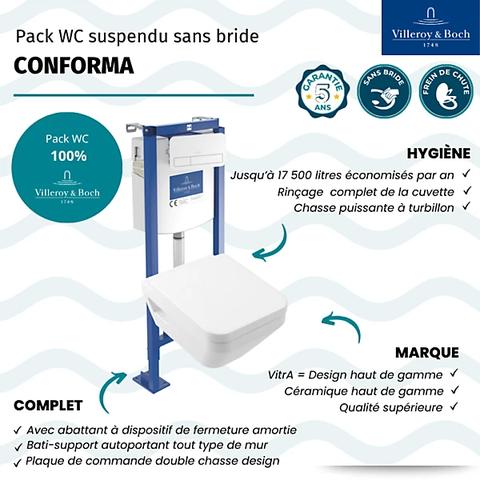 Pack WC suspendu sans bride
CONFORMA
Villeroy & Boch
1748
GARANTIE
5
ANS
SANS BRIDE
FREIN DE CHUTE
Pack WC
100%
Villeroy & Boch
1748
Villeroy & Boch
CE
HYGIÈNE
Jusqu'à 17 500 litres économisés par an ✓
Rinçage complet de la cuvette ✓
Chasse puissante à turbillon ✓
MARQUE
VitrA = Design haut de gamme ✓
Céramique haut de gamme ✓
Qualité supérieure ✓
COMPLET
✓ Avec abattant à dispositif de fermeture amortie
✓ Bati-support autoportant tout type de mur
✓ Plaque de commande double chasse design